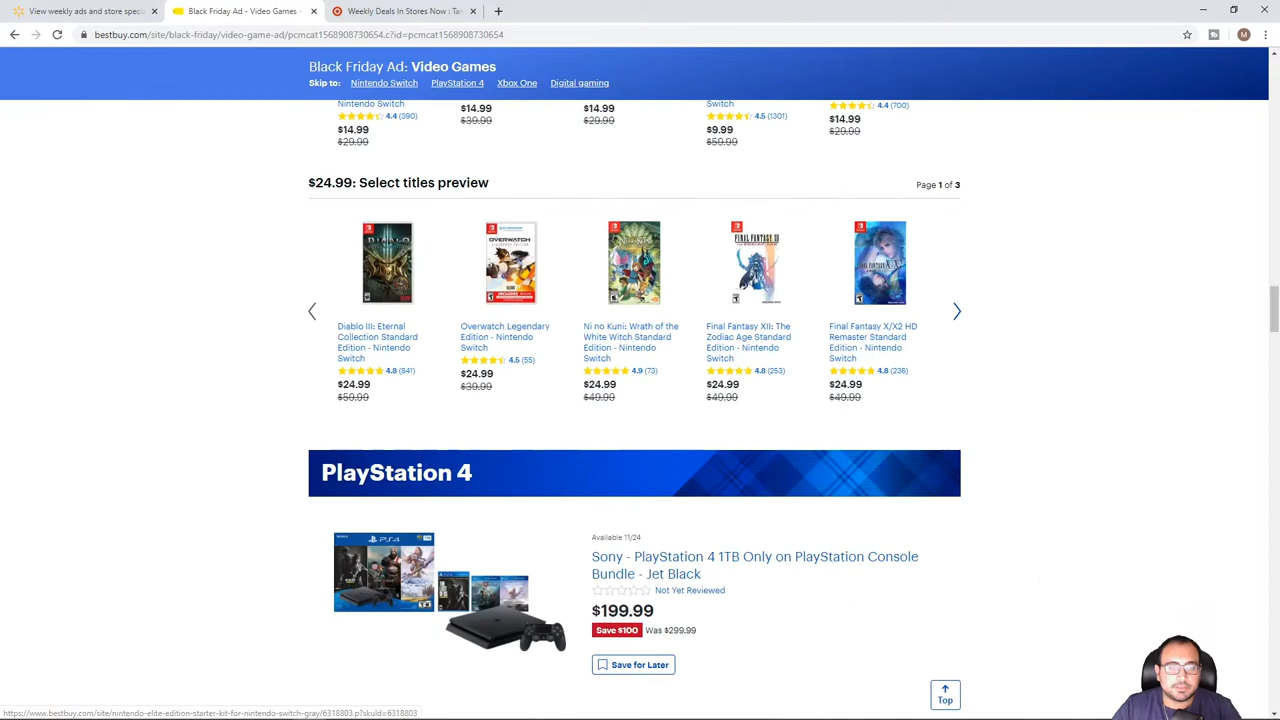 View weekly ads and store speci
Black Friday Ad - Video Games -
Weekly Deals In Stores Now : Tar
bestbuy.com/site/black-friday/video-game-ad/pcmcat1568908730654.c?id=pcmcat1568908730654
M
Black Friday Ad: Video Games
Skip to: Nintendo Switch PlayStation 4 Xbox One Digital gaming
Nintendo Switch
4.4 (390)
$14.99
$29.99
$14.99
$39.99
$14.99
$29.99
Switch
4.5 (1301)
$9.99
$59.99
4.4 (700)
$14.99
$29.99
$24.99: Select titles preview
Page 1 of 3
DIABLO
OVERWATCH
FINAL FANTASY XII
Diablo III: Eternal
Collection Standard
Edition - Nintendo
Switch
4.8 (841)
$24.99
$59.99
Overwatch Legendary
Edition - Nintendo
Switch
4.5 (55)
$24.99
$39.99
Ni no Kuni: Wrath of the
White Witch Standard
Edition - Nintendo
Switch
4.9 (73)
$24.99
$49.99
Final Fantasy XII: The
Zodiac Age Standard
Edition - Nintendo
Switch
4.8 (253)
$24.99
$49.99
Final Fantasy X/X2 HD
Remaster Standard
Edition - Nintendo
Switch
4.8 (236)
$24.99
$49.99
PlayStation 4
PS4
Available 11/24
Sony - PlayStation 4 1TB Only on PlayStation Console
Bundle - Jet Black
Not Yet Reviewed
$199.99
Save $100 Was $299.99
Save for Later
Top
https://www.bestbuy.com/site/nintendo-elite-edition-starter-kit-for-nintendo-switch-gray/6318803.p?skuId=6318803